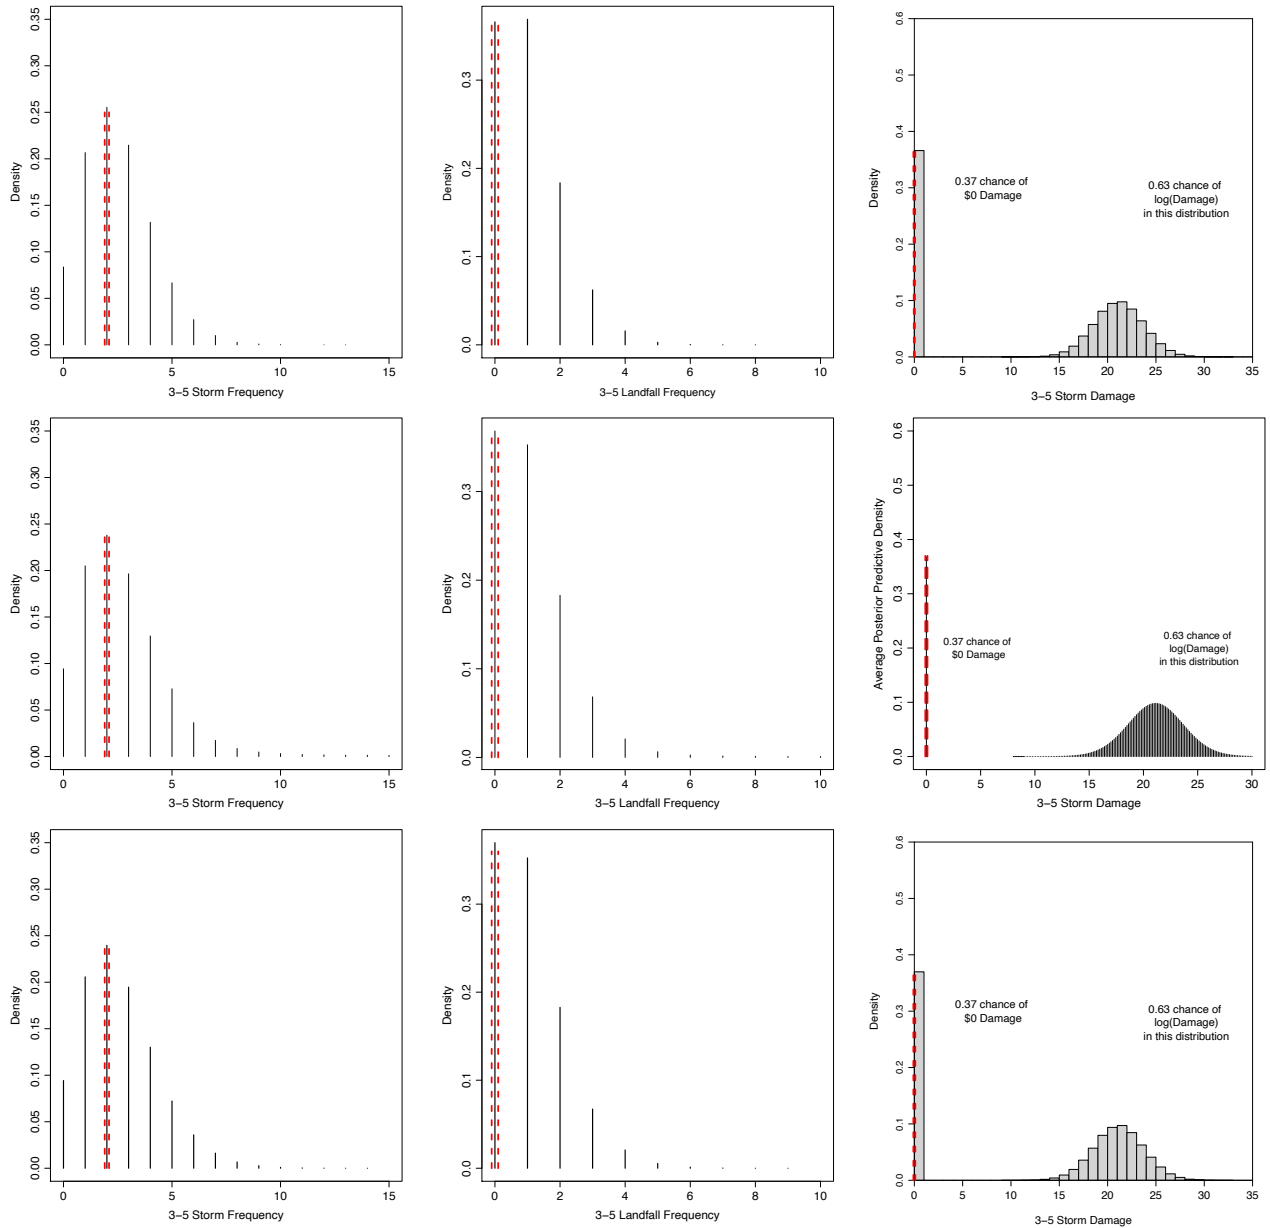 0.00 0.05 0.10 0.15 0.20 0.25 0.30 0.35
Density
0 5 10 15
3−5 Storm Frequency
0.0 0.1 0.2 0.3
Density
0 2 4 6 8 10
3−5 Landfall Frequency
0.0 0.1 0.2 0.3 0.4 0.5 0.6
Density
0.37 chance of
$0 Damage
0.63 chance of
log(Damage)
in this distribution
0 5 10 15 20 25 30 35
3−5 Storm Damage
0.00 0.05 0.10 0.15 0.20 0.25 0.30 0.35
Density
0 5 10 15
3−5 Storm Frequency
0.0 0.1 0.2 0.3
Density
0 2 4 6 8 10
3−5 Landfall Frequency
0.0 0.1 0.2 0.3 0.4 0.5 0.6
Average Posterior Predictive Density
0.37 chance of
$0 Damage
0.63 chance of
log(Damage)
in this distribution
0 5 10 15 20 25 30
3−5 Storm Damage
0.00 0.05 0.10 0.15 0.20 0.25 0.30 0.35
Density
0 5 10 15
3−5 Storm Frequency
0.0 0.1 0.2 0.3
Density
0 2 4 6 8 10
3−5 Landfall Frequency
0.0 0.1 0.2 0.3 0.4 0.5 0.6
Density
0.37 chance of
$0 Damage
0.63 chance of
log(Damage)
in this distribution
0 5 10 15 20 25 30 35
3−5 Storm Damage